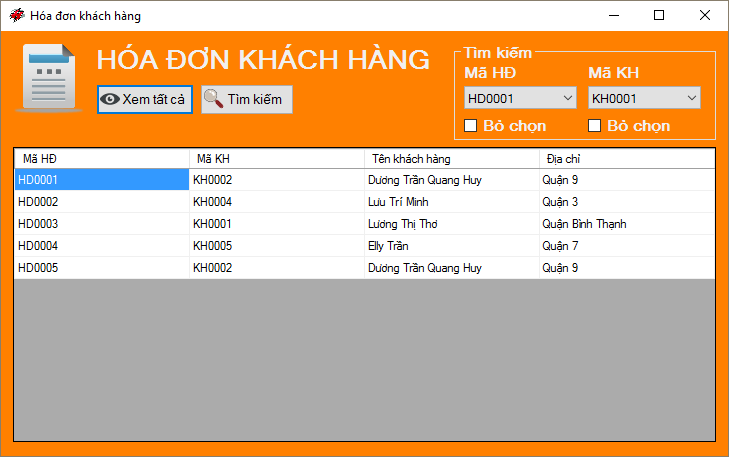 Hóa đơn khách hàng
HÓA ĐƠN KHÁCH HÀNG
Xem tất cả
Tìm kiếm
Tìm kiếm
Mã HĐ
Mã KH
HD0001
KH0001
Bỏ chọn
Bỏ chọn
Mã HĐ Mã KH Tên khách hàng Địa chỉ
HD0001 KH0002 Dương Trần Quang Huy Quận 9
HD0002 KH0004 Lưu Trí Minh Quận 3
HD0003 KH0001 Lương Thị Thơ Quận Bình Thạnh
HD0004 KH0005 Elly Trần Quận 7
HD0005 KH0002 Dương Trần Quang Huy Quận 9